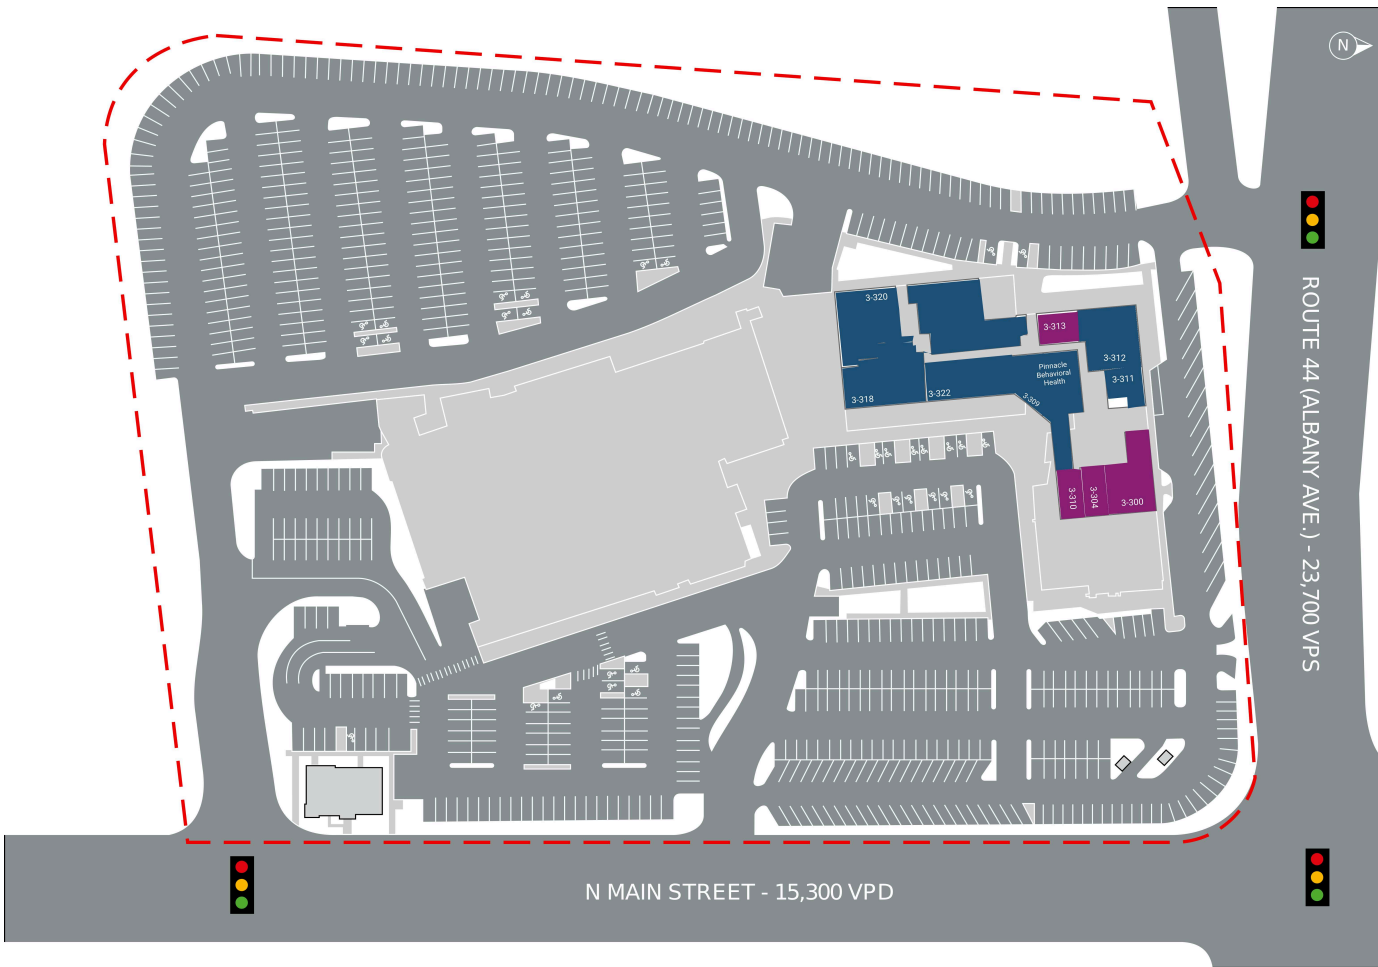 N
3-320
3-313
3-312
Pinnacle
Behavioral
Health
3-311
3-322
3-318
3-309
3-310
3-304
3-300
ROUTE 44 (ALBANY AVE.) - 23,700 VPS
N MAIN STREET - 15,300 VPD